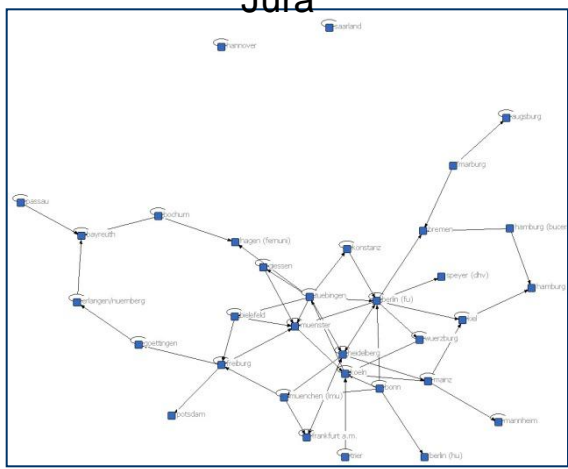 Jura
saarland
hannover
augsburg
marburg
passau
bochum
bayreuth
hagen (fernuni)
bremen
hamburg (bucer
konstanz
giessen
speyer (dhv)
hamburg
tuebingen
berlin (fu)
erlangen/nuernberg
bielefeld
muenster
kiel
wuerzburg
goettingen
heidelberg
freiburg
koeln
mainz
bonn
muenchen (lmu)
potsdam
mannheim
frankfurt a.m.
trier
berlin (hu)